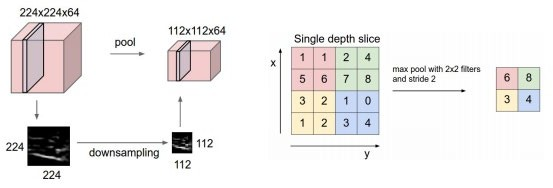 224x224x64
pool
112x112x64
224
224
downsampling
112
112
Single depth slice
x
1 1 2 4
5 6 7 8
3 2 1 0
1 2 3 4
y
max pool with 2x2 filters
and stride 2
6 8
3 4